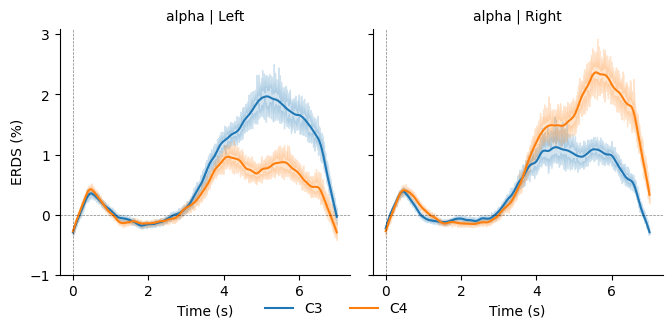 alpha | Left
alpha | Right
3
2
1
0
−1
ERDS (%)
0 2 4 6
0 2 4 6
Time (s)
Time (s)
C3 C4